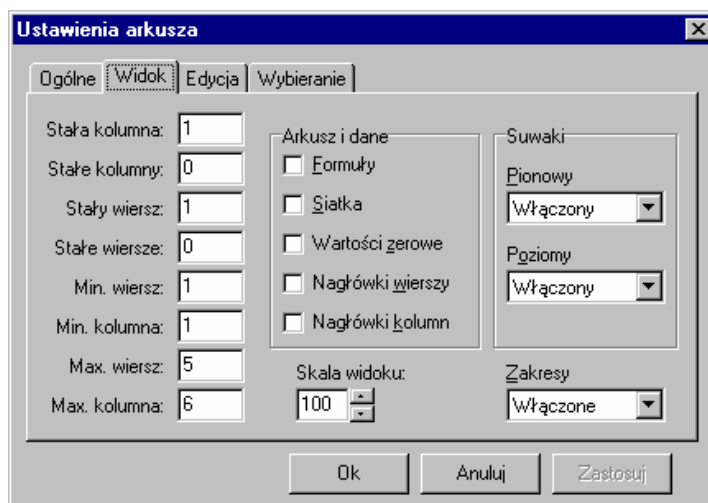 Ustawienia arkusza
Ogólne Widok Edycja Wybieranie
Stała kolumna: 1
Stałe kolumny: 0
Stały wiersz: 1
Stałe wiersze: 0
Min. wiersz: 1
Min. kolumna: 1
Max. wiersz: 5
Max. kolumna: 6
Arkusz i dane
Formuły
Siatka
Wartości zerowe
Nagłówki wierszy
Nagłówki kolumn
Skala widoku:
100
Suwaki
Pionowy
Włączony
Poziomy
Włączony
Zakresy
Włączone
Ok Anuluj Zastosuj